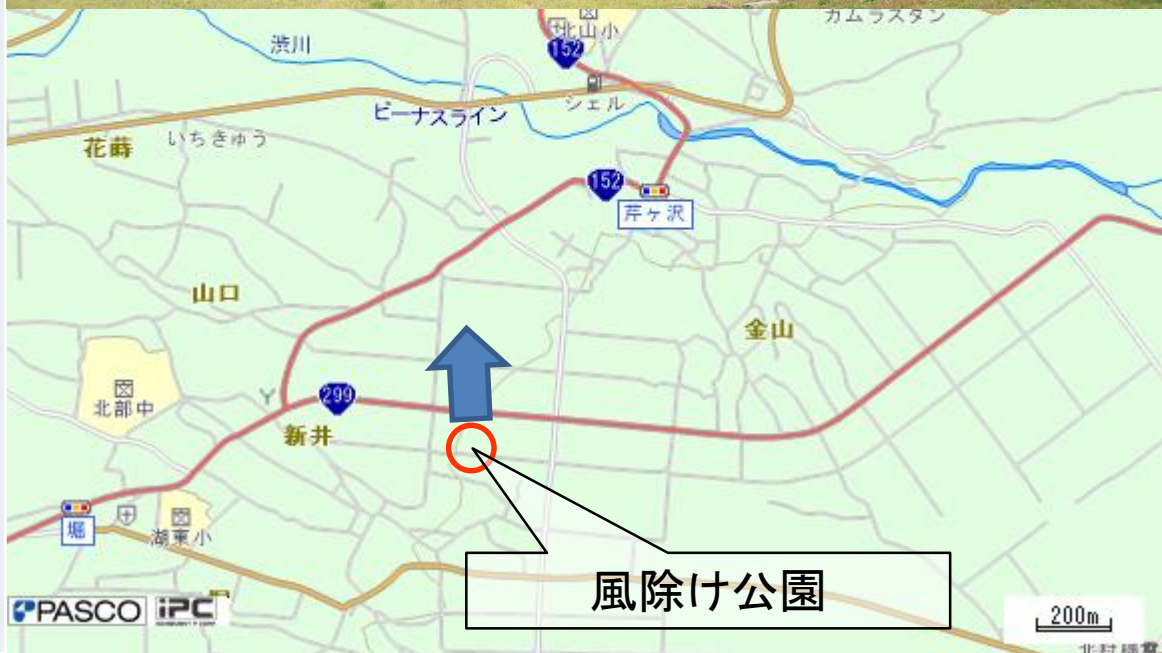 カムラスタン
北山小
152
渋川
シェル
ビーナスライン
いちきゅう
花蒔
152
芹ヶ沢
山口
金山
北部中
299
新井
堀
湖東小
風除け公園
PASCO iPC
200m